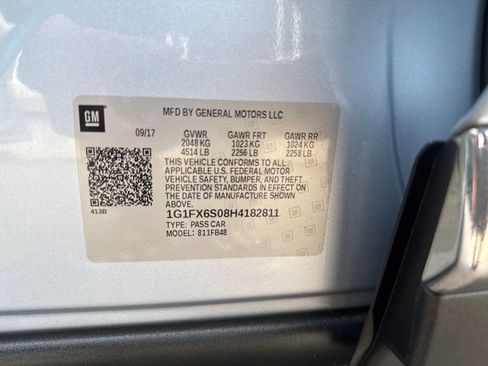 GM
MFD BY GENERAL MOTORS LLC
09/17 GVWR GAWR FRT GAWR RR
2048 KG 1023 KG 1024 KG
4514 LB 2256 LB 2258 LB
THIS VEHICLE CONFORMS TO ALL
APPLICABLE U.S. FEDERAL MOTOR
VEHICLE SAFETY, BUMPER, AND THEFT
PREVENTION STANDARDS IN EFFECT ON THE
DATE OF MANUFACTURE SHOWN
ABOVE.
413B
1G1FX6S08H4182811
TYPE: PASS CAR
MODEL: 811FB48